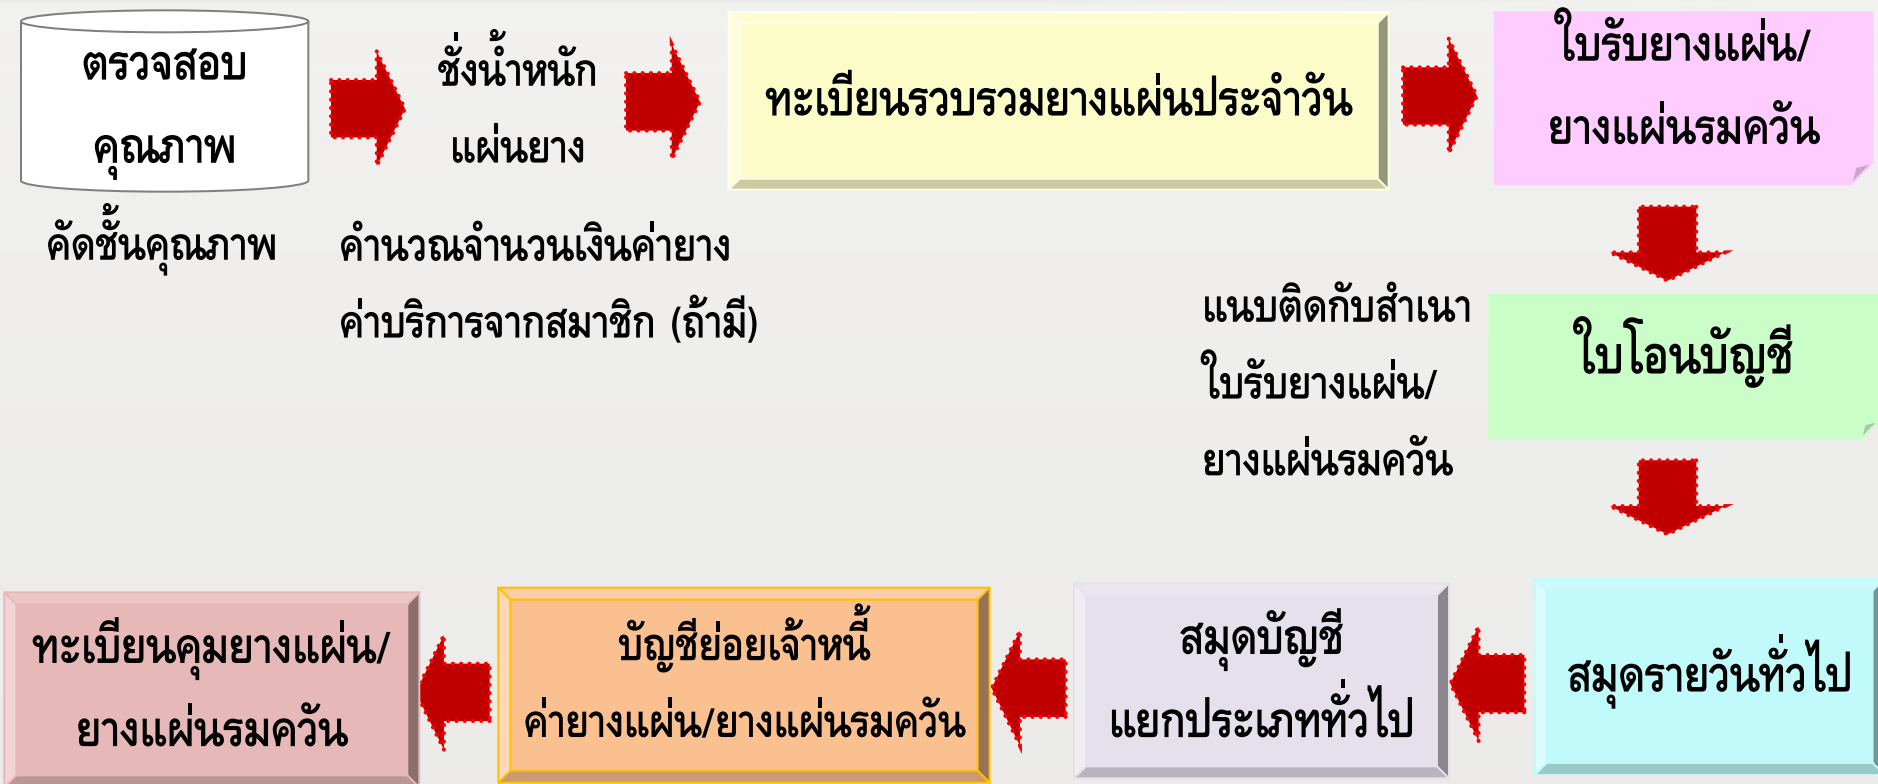 ตรวจสอบ
คุณภาพ
ชั่งน้ำหนัก
แผ่นยาง
ทะเบียนรวบรวมยางแผ่นประจำวัน
ใบรับยางแผ่น/
ยางแผ่นรมควัน
คัดชั้นคุณภาพ
คำนวณจำนวนเงินค่ายาง
ค่าบริการจากสมาชิก (ถ้ามี)
แนบติดกับสำเนา
ใบรับยางแผ่น/
ยางแผ่นรมควัน
ใบโอนบัญชี
ทะเบียนคุมยางแผ่น/
ยางแผ่นรมควัน
บัญชีย่อยเจ้าหนี้
ค่ายางแผ่น/ยางแผ่นรมควัน
สมุดบัญชี
แยกประเภททั่วไป
สมุดรายวันทั่วไป